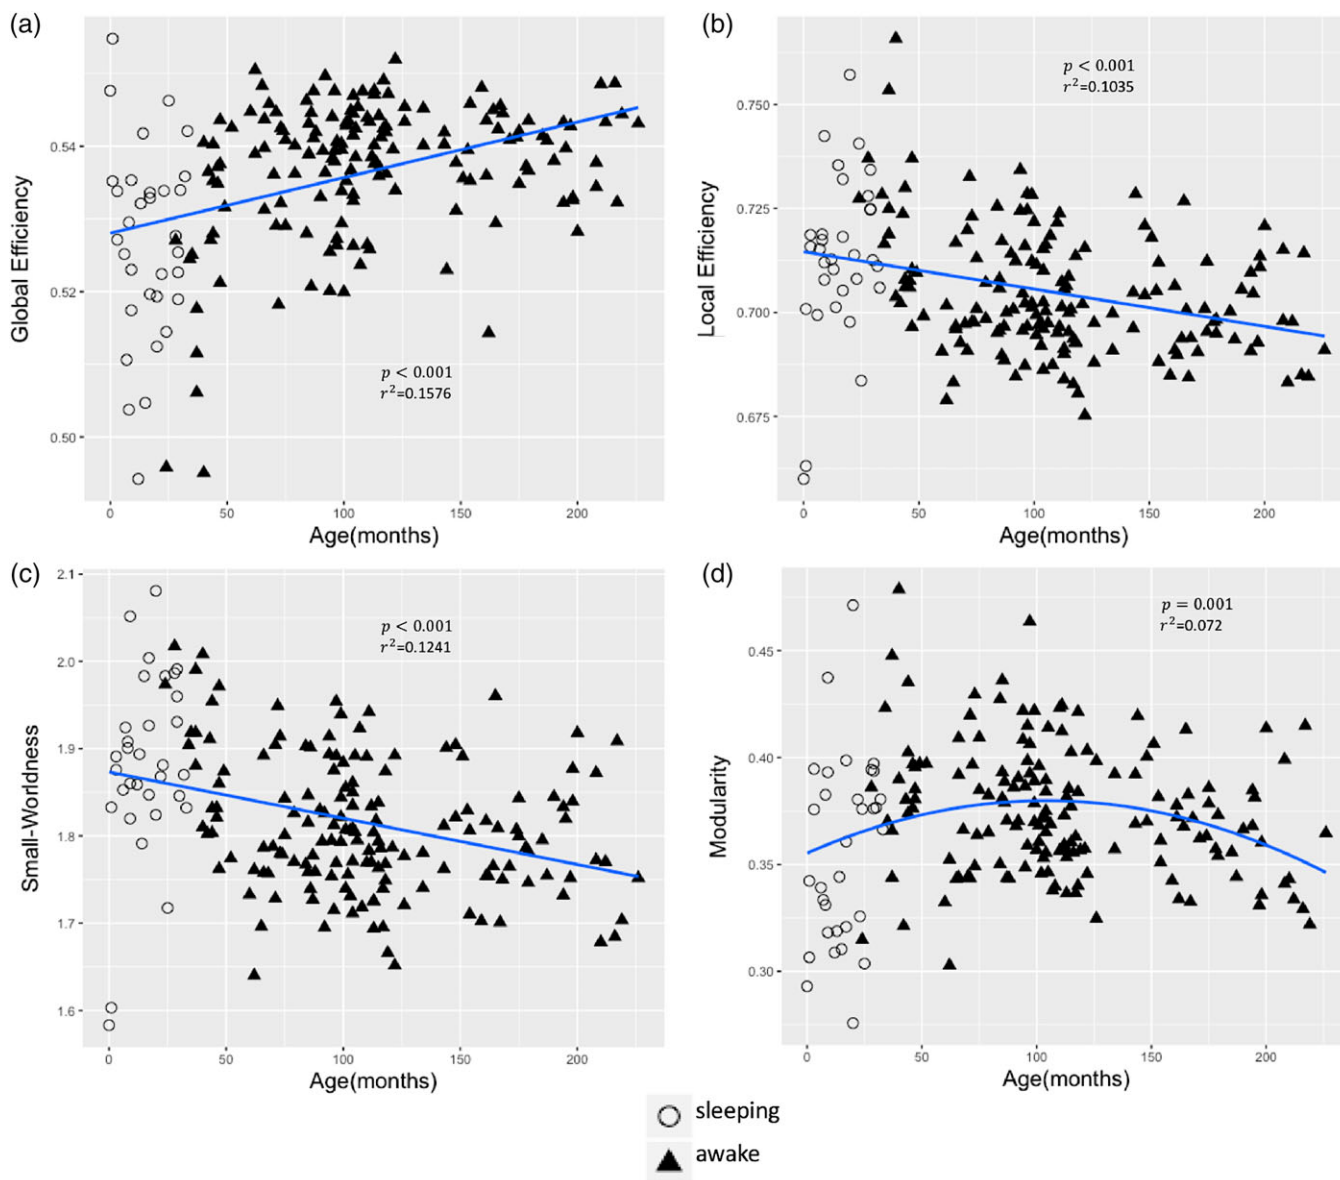 (a)
Global Efficiency
0.54
0.52
0.50
p < 0.001
r²=0.1576
0
50
100
150
200
Age(months)
(b)
Local Efficiency
0.750
0.725
0.700
0.675
p < 0.001
r²=0.1035
0
50
100
150
200
Age(months)
(c)
Small-Worldness
2.1
2.0
1.9
1.8
1.7
1.6
p < 0.001
r²=0.1241
0
50
100
150
200
Age(months)
(d)
Modularity
0.45
0.40
0.35
0.30
p = 0.001
r²=0.072
0
50
100
150
200
Age(months)
sleeping
awake